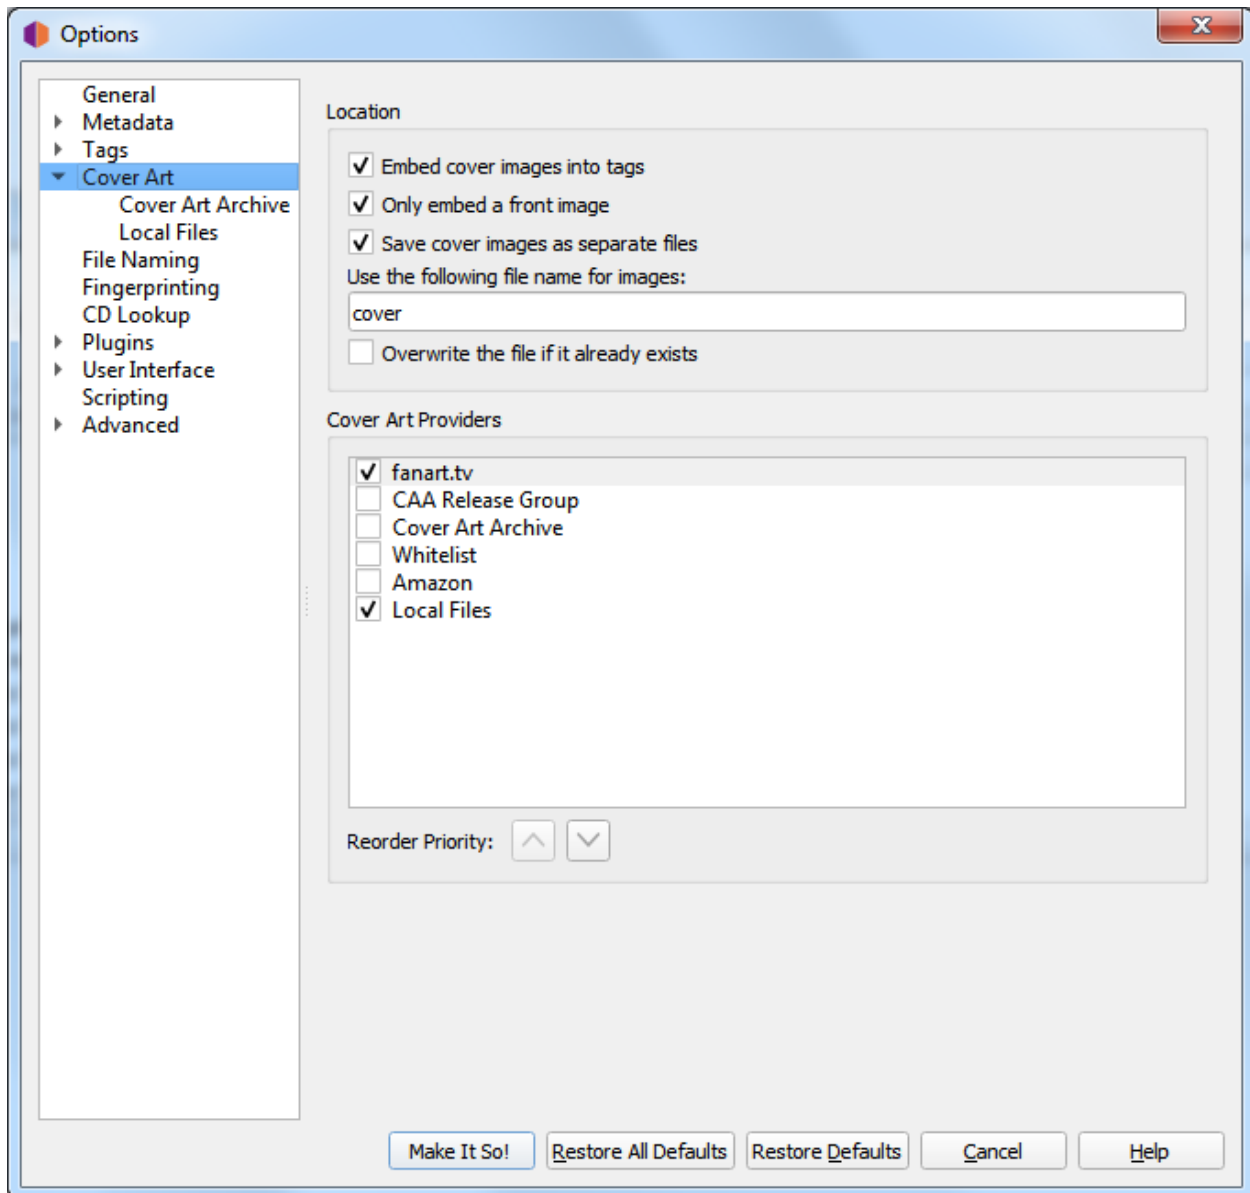 Options
General
Metadata
Tags
Cover Art
Cover Art Archive
Local Files
File Naming
Fingerprinting
CD Lookup
Plugins
User Interface
Scripting
Advanced
Location
Embed cover images into tags
Only embed a front image
Save cover images as separate files
Use the following file name for images:
cover
Overwrite the file if it already exists
Cover Art Providers
fanart.tv
CAA Release Group
Cover Art Archive
Whitelist
Amazon
Local Files
Reorder Priority:
Make It So! Restore All Defaults Restore Defaults Cancel Help